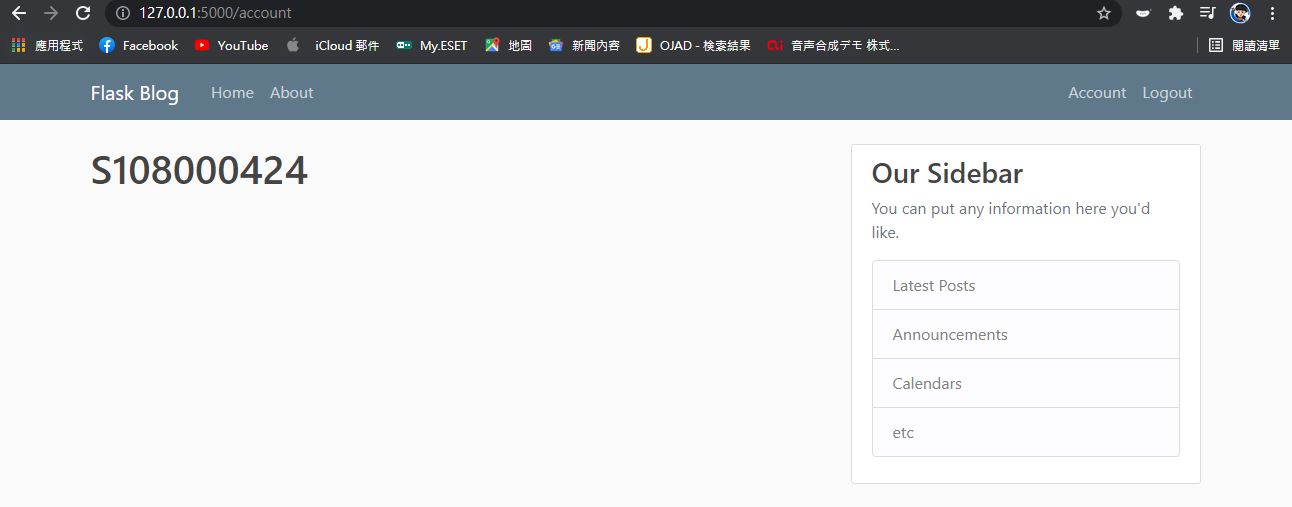 127.0.0.1:5000/account
應用程式 Facebook YouTube iCloud 郵件 My.ESET 地圖 新聞內容 OJAD - 検索結果 音声合成デモ 株式... 閱讀清單
Flask Blog Home About Account Logout
S108000424
Our Sidebar
You can put any information here you'd
like.
Latest Posts
Announcements
Calendars
etc